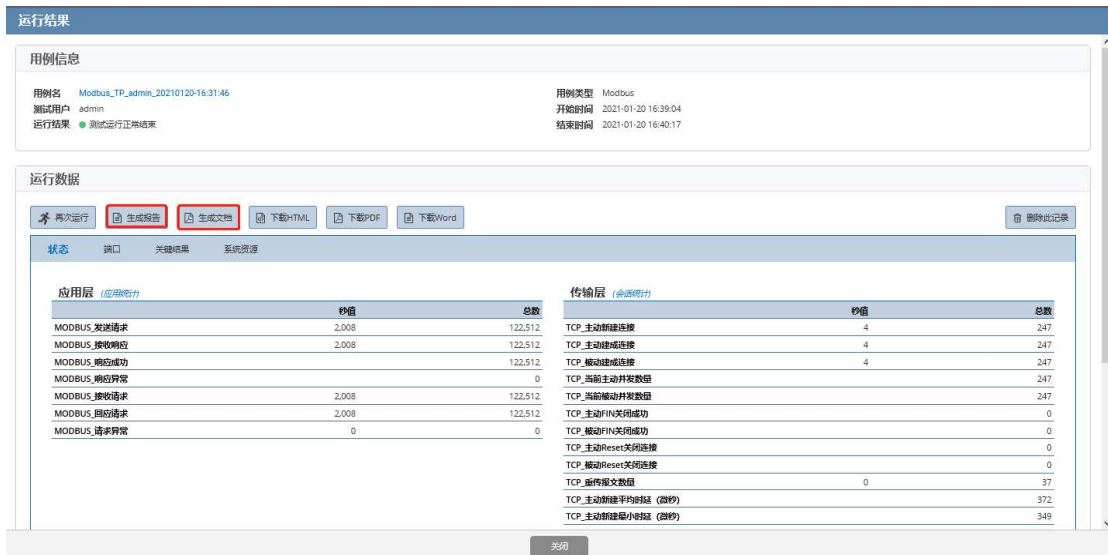 运行结果
用例信息
用例名 Modbus_TP_admin_20210120-16:31:46 用例类型 Modbus
测试用户 admin 开始时间 2021-01-20 16:39:04
运行结果 测试运行正常结束 结束时间 2021-01-20 16:40:17
运行数据
再次运行 生成报告 生成文档 下载HTML 下载PDF 下载Word 删除此记录
状态 端口 关键结果 系统资源
应用层 (应用统计) 传输层 (会话统计)
秒值 总数 秒值 总数
MODBUS_发送请求 2,008 122,512 TCP_主动新建连接 4 247
MODBUS_接收响应 2,008 122,512 TCP_主动建成连接 4 247
MODBUS_响应成功 122,512 TCP_被动建成连接 4 247
MODBUS_响应异常 0 TCP_当前主动并发数量 247
MODBUS_接收请求 2,008 122,512 TCP_当前被动并发数量 247
MODBUS_回应请求 2,008 122,512 TCP_主动FIN关闭成功 0
MODBUS_请求异常 0 0 TCP_被动FIN关闭成功 0
TCP_主动Reset关闭连接 0
TCP_被动Reset关闭连接 0
TCP_重传报文数量 0 37
TCP_主动新建平均时延 (微秒) 372
TCP_主动新建最小时延 (微秒) 349
关闭